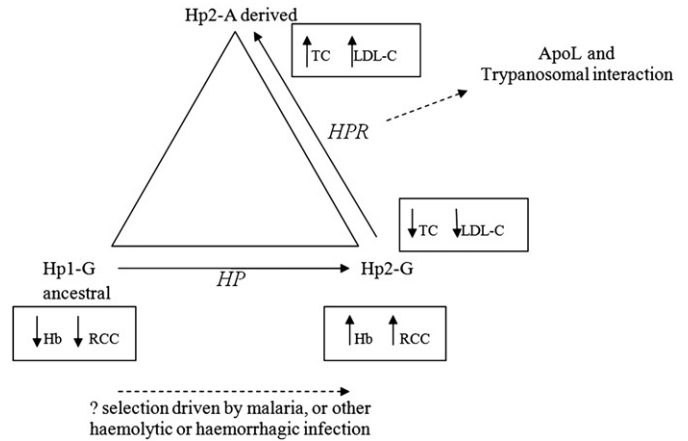 Hp2-A derived
TC LDL-C
ApoL and
Trypanosomal interaction
HPR
TC LDL-C
Hp1-G
ancestral
HP
Hp2-G
Hb RCC
Hb RCC
? selection driven by malaria, or other
haemolytic or haemorrhagic infection